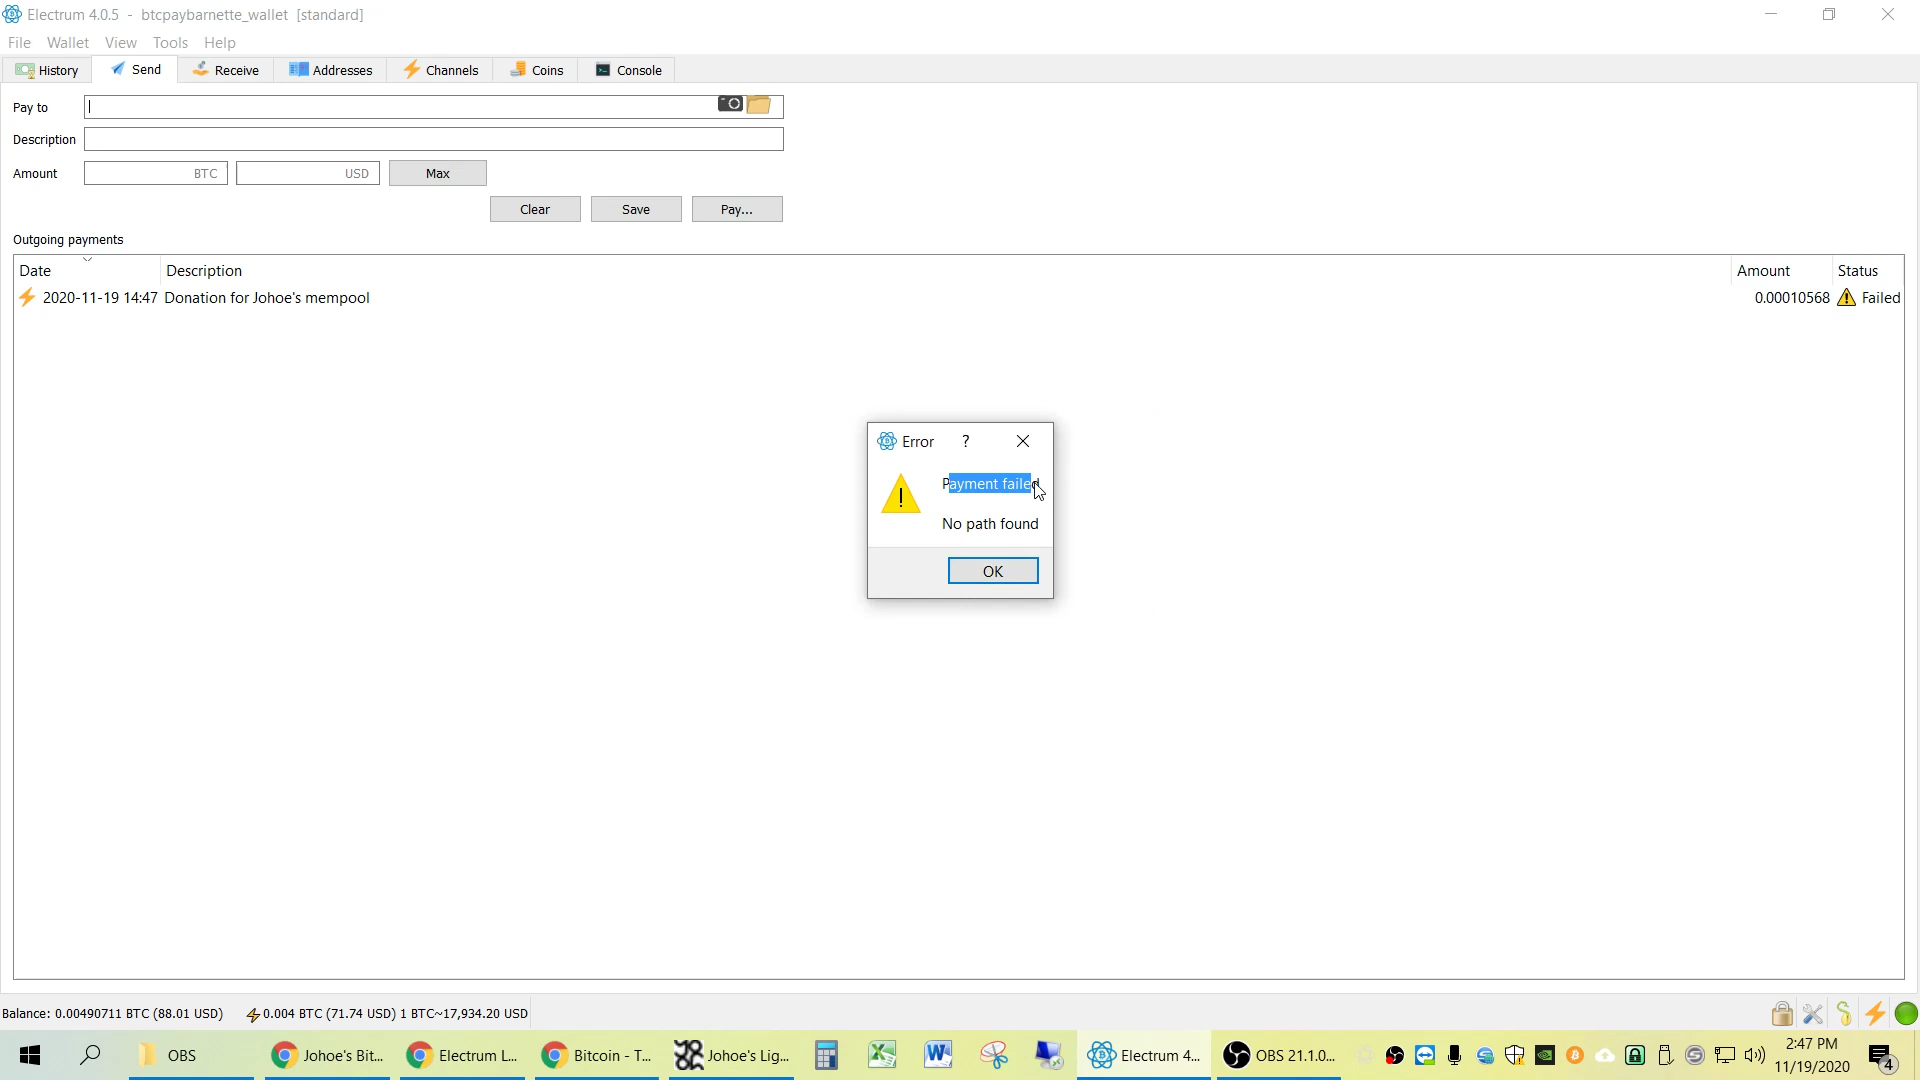 Electrum 4.0.5 - btcpaybarnette_wallet [standard]
File Wallet View Tools Help
History Send Receive Addresses Channels Coins Console
Pay to
Description
Amount BTC USD Max
Clear Save Pay...
Outgoing payments
Date Description Amount Status
2020-11-19 14:47 Donation for Johoe's mempool 0.00010568 Failed
Error ?
Payment failed
No path found
OK
Balance: 0.00490711 BTC (88.01 USD) 0.004 BTC (71.74 USD) 1 BTC~17,934.20 USD
OBS Johoe's Bit... Electrum L... Bitcoin - T... Johoe's Lig... Electrum 4... OBS 21.1.0... 2:47 PM
11/19/2020 4